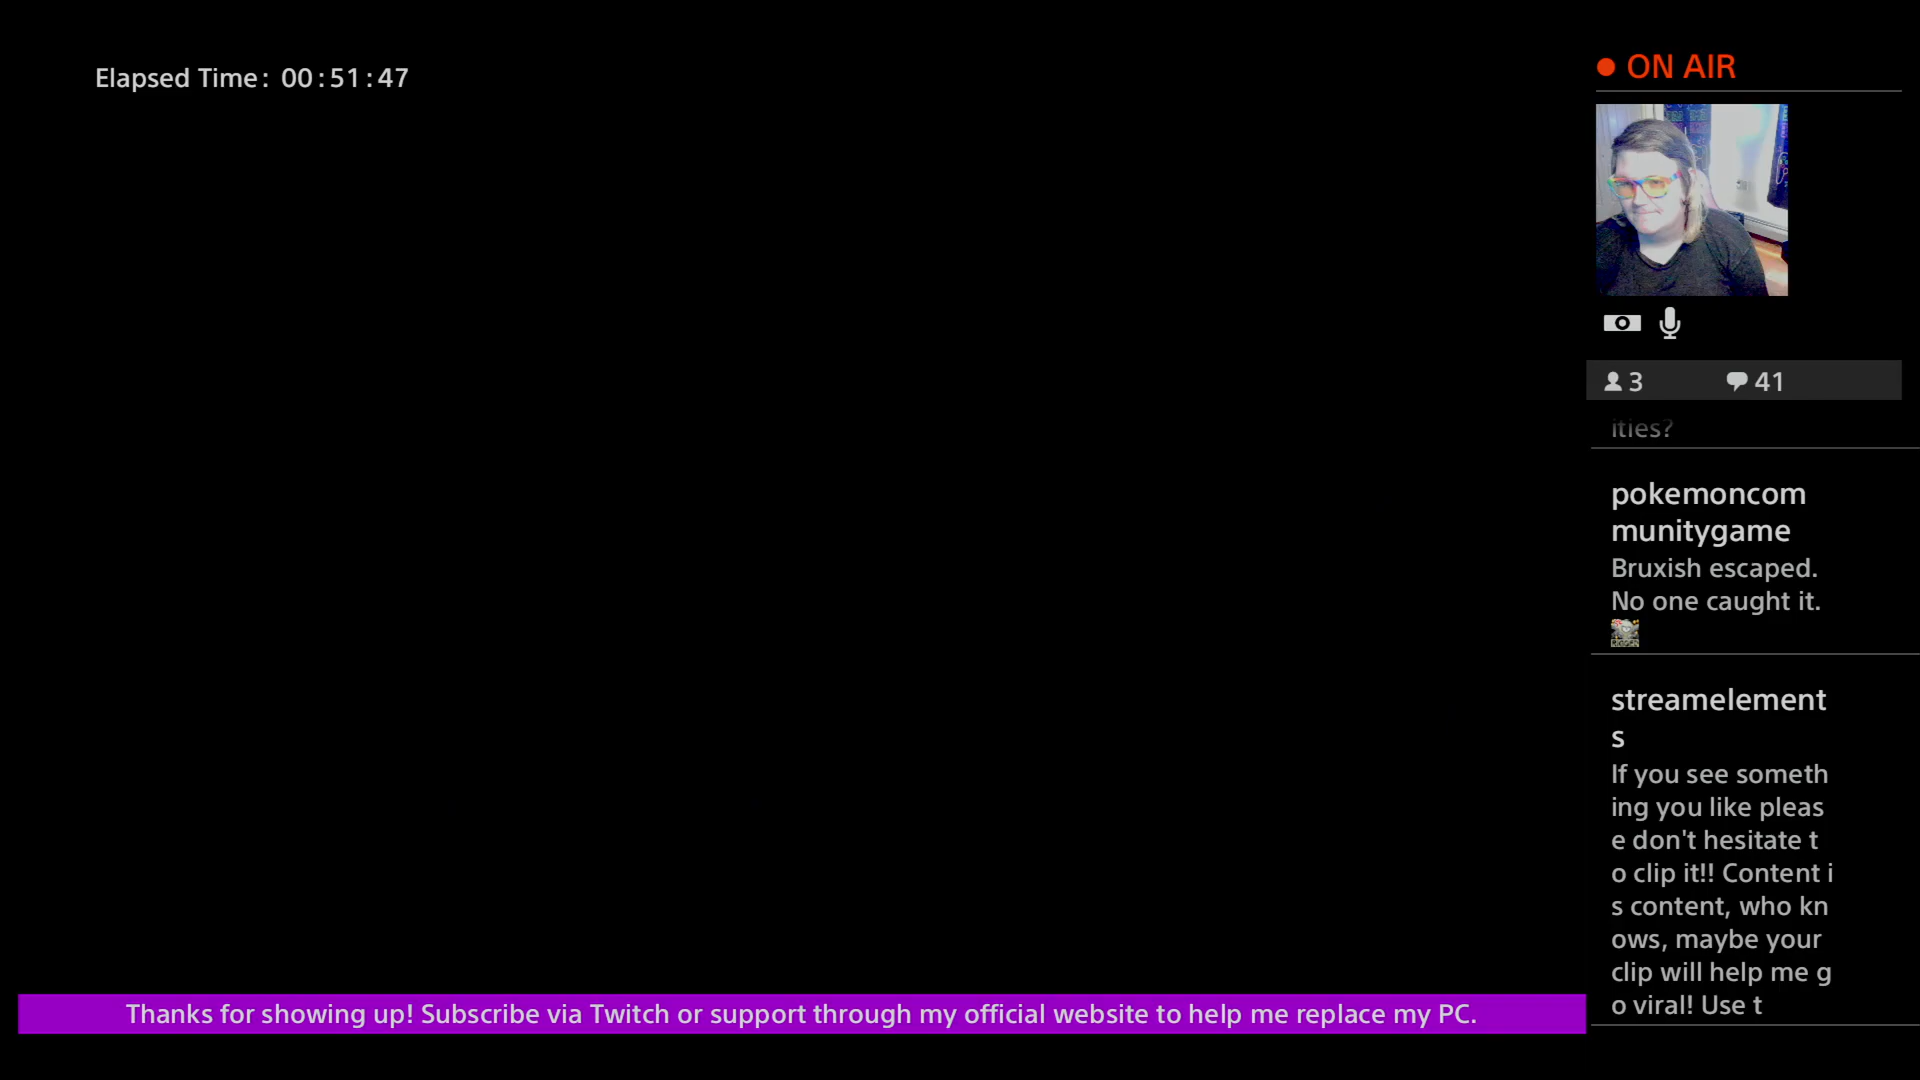 Elapsed Time: 00:51:47
ON AIR
3
41
ities?
pokemoncom
munitygame
Bruxish escaped.
No one caught it.
streamelement
s
If you see someth
ing you like pleas
e don't hesitate t
o clip it!! Content i
s content, who kn
ows, maybe your
clip will help me g
o viral! Use t
Thanks for showing up! Subscribe via Twitch or support through my official website to help me replace my PC.